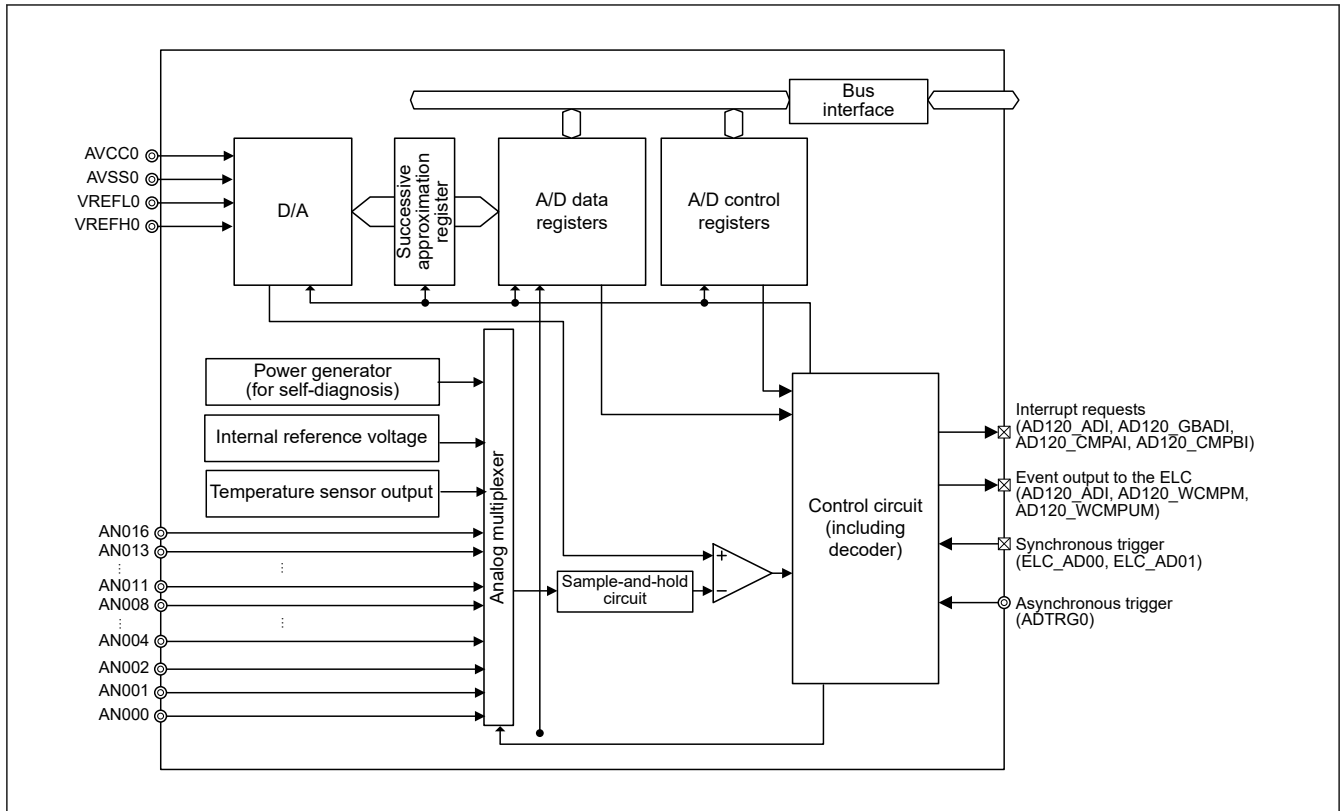 Bus
interface
AVCC0
AVSS0
VREFL0
VREFH0
D/A
Successive
approximation
register
A/D data
registers
A/D control
registers
Power generator
(for self-diagnosis)
Internal reference voltage
Temperature sensor output
Analog multiplexer
AN016
AN013
AN011
AN008
AN004
AN002
AN001
AN000
Sample-and-hold
circuit
+
−
Control circuit
(including
decoder)
Interrupt requests
(AD120_ADI, AD120_GBADI,
AD120_CMPAI, AD120_CMPBI)
Event output to the ELC
(AD120_ADI, AD120_WCMPM,
AD120_WCMPUM)
Synchronous trigger
(ELC_AD00, ELC_AD01)
Asynchronous trigger
(ADTRG0)